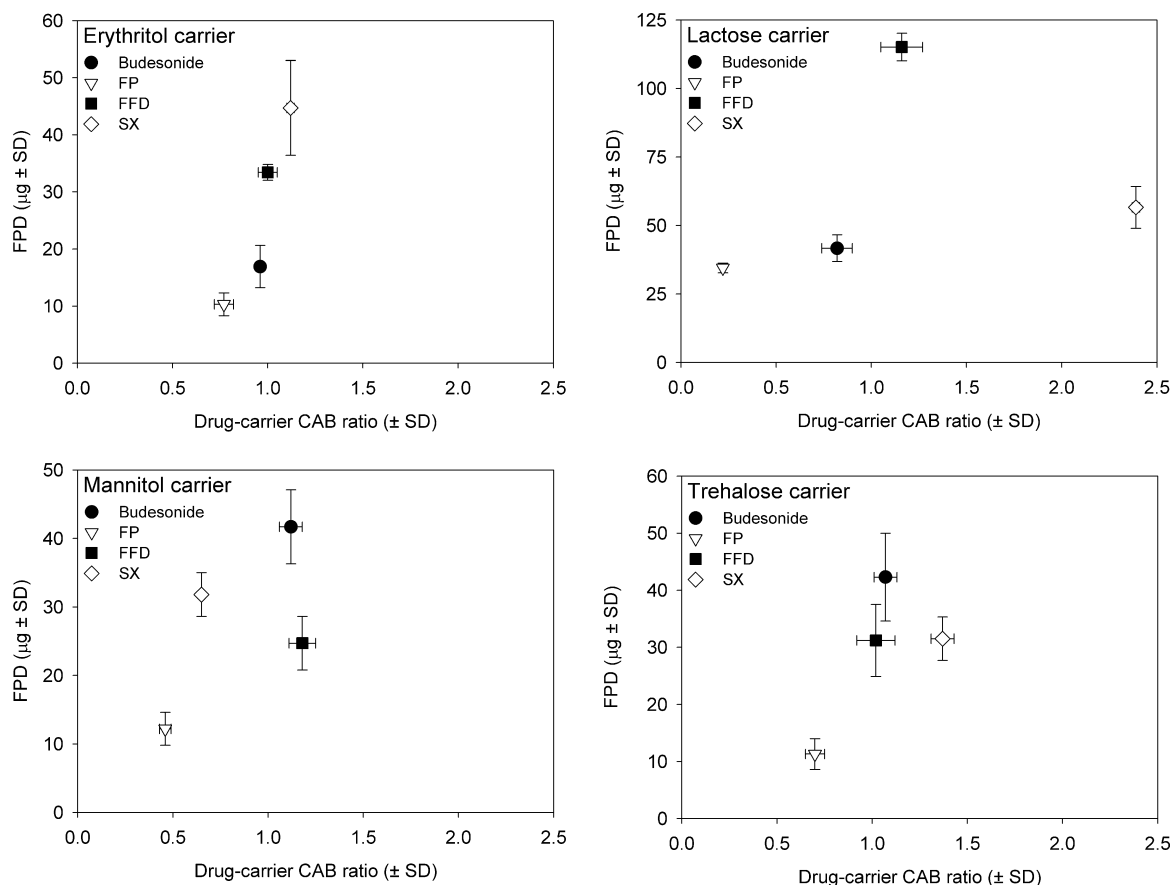 Erythritol carrier
Budesonide
FP
FFD
SX
60
50
40
30
20
10
0
FPD (μg ± SD)
0.0 0.5 1.0 1.5 2.0 2.5
Drug-carrier CAB ratio (± SD)
Lactose carrier
Budesonide
FP
FFD
SX
125
100
75
50
25
0
FPD (μg ± SD)
0.0 0.5 1.0 1.5 2.0 2.5
Drug-carrier CAB ratio (± SD)
Mannitol carrier
Budesonide
FP
FFD
SX
50
40
30
20
10
0
FPD (μg ± SD)
0.0 0.5 1.0 1.5 2.0 2.5
Drug-carrier CAB ratio (± SD)
Trehalose carrier
Budesonide
FP
FFD
SX
60
50
40
30
20
10
0
FPD (μg ± SD)
0.0 0.5 1.0 1.5 2.0 2.5
Drug-carrier CAB ratio (± SD)